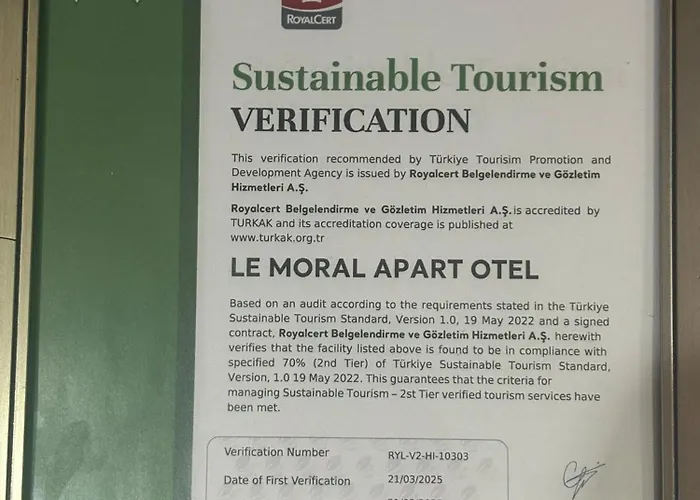 ROYALCERT
Sustainable Tourism
VERIFICATION
This verification recommended by Türkiye Tourisim Promotion and
Development Agency is issued by Royalcert Belgelendirme ve Gözletim
Hizmetleri A.Ş.
Royalcert Belgelendirme ve Gözletim Hizmetleri A.Ş. is accredited by
TURKAK and its accreditation coverage is published at
www.turkak.org.tr
LE MORAL APART OTEL
Based on an audit according to the requirements stated in the Türkiye
Sustainable Tourism Standard, Version 1.0, 19 May 2022 and a signed
contract, Royalcert Belgelendirme ve Gözletim Hizmetleri A.Ş. herewith
verifies that the facility listed above is found to be in compliance with
specified 70% (2nd Tier) of Türkiye Sustainable Tourism Standard,
Version, 1.0 19 May 2022. This guarantees that the criteria for
managing Sustainable Tourism – 2st Tier verified tourism services have
been met.
Verification Number RYL-V2-HI-10303
Date of First Verification 21/03/2025